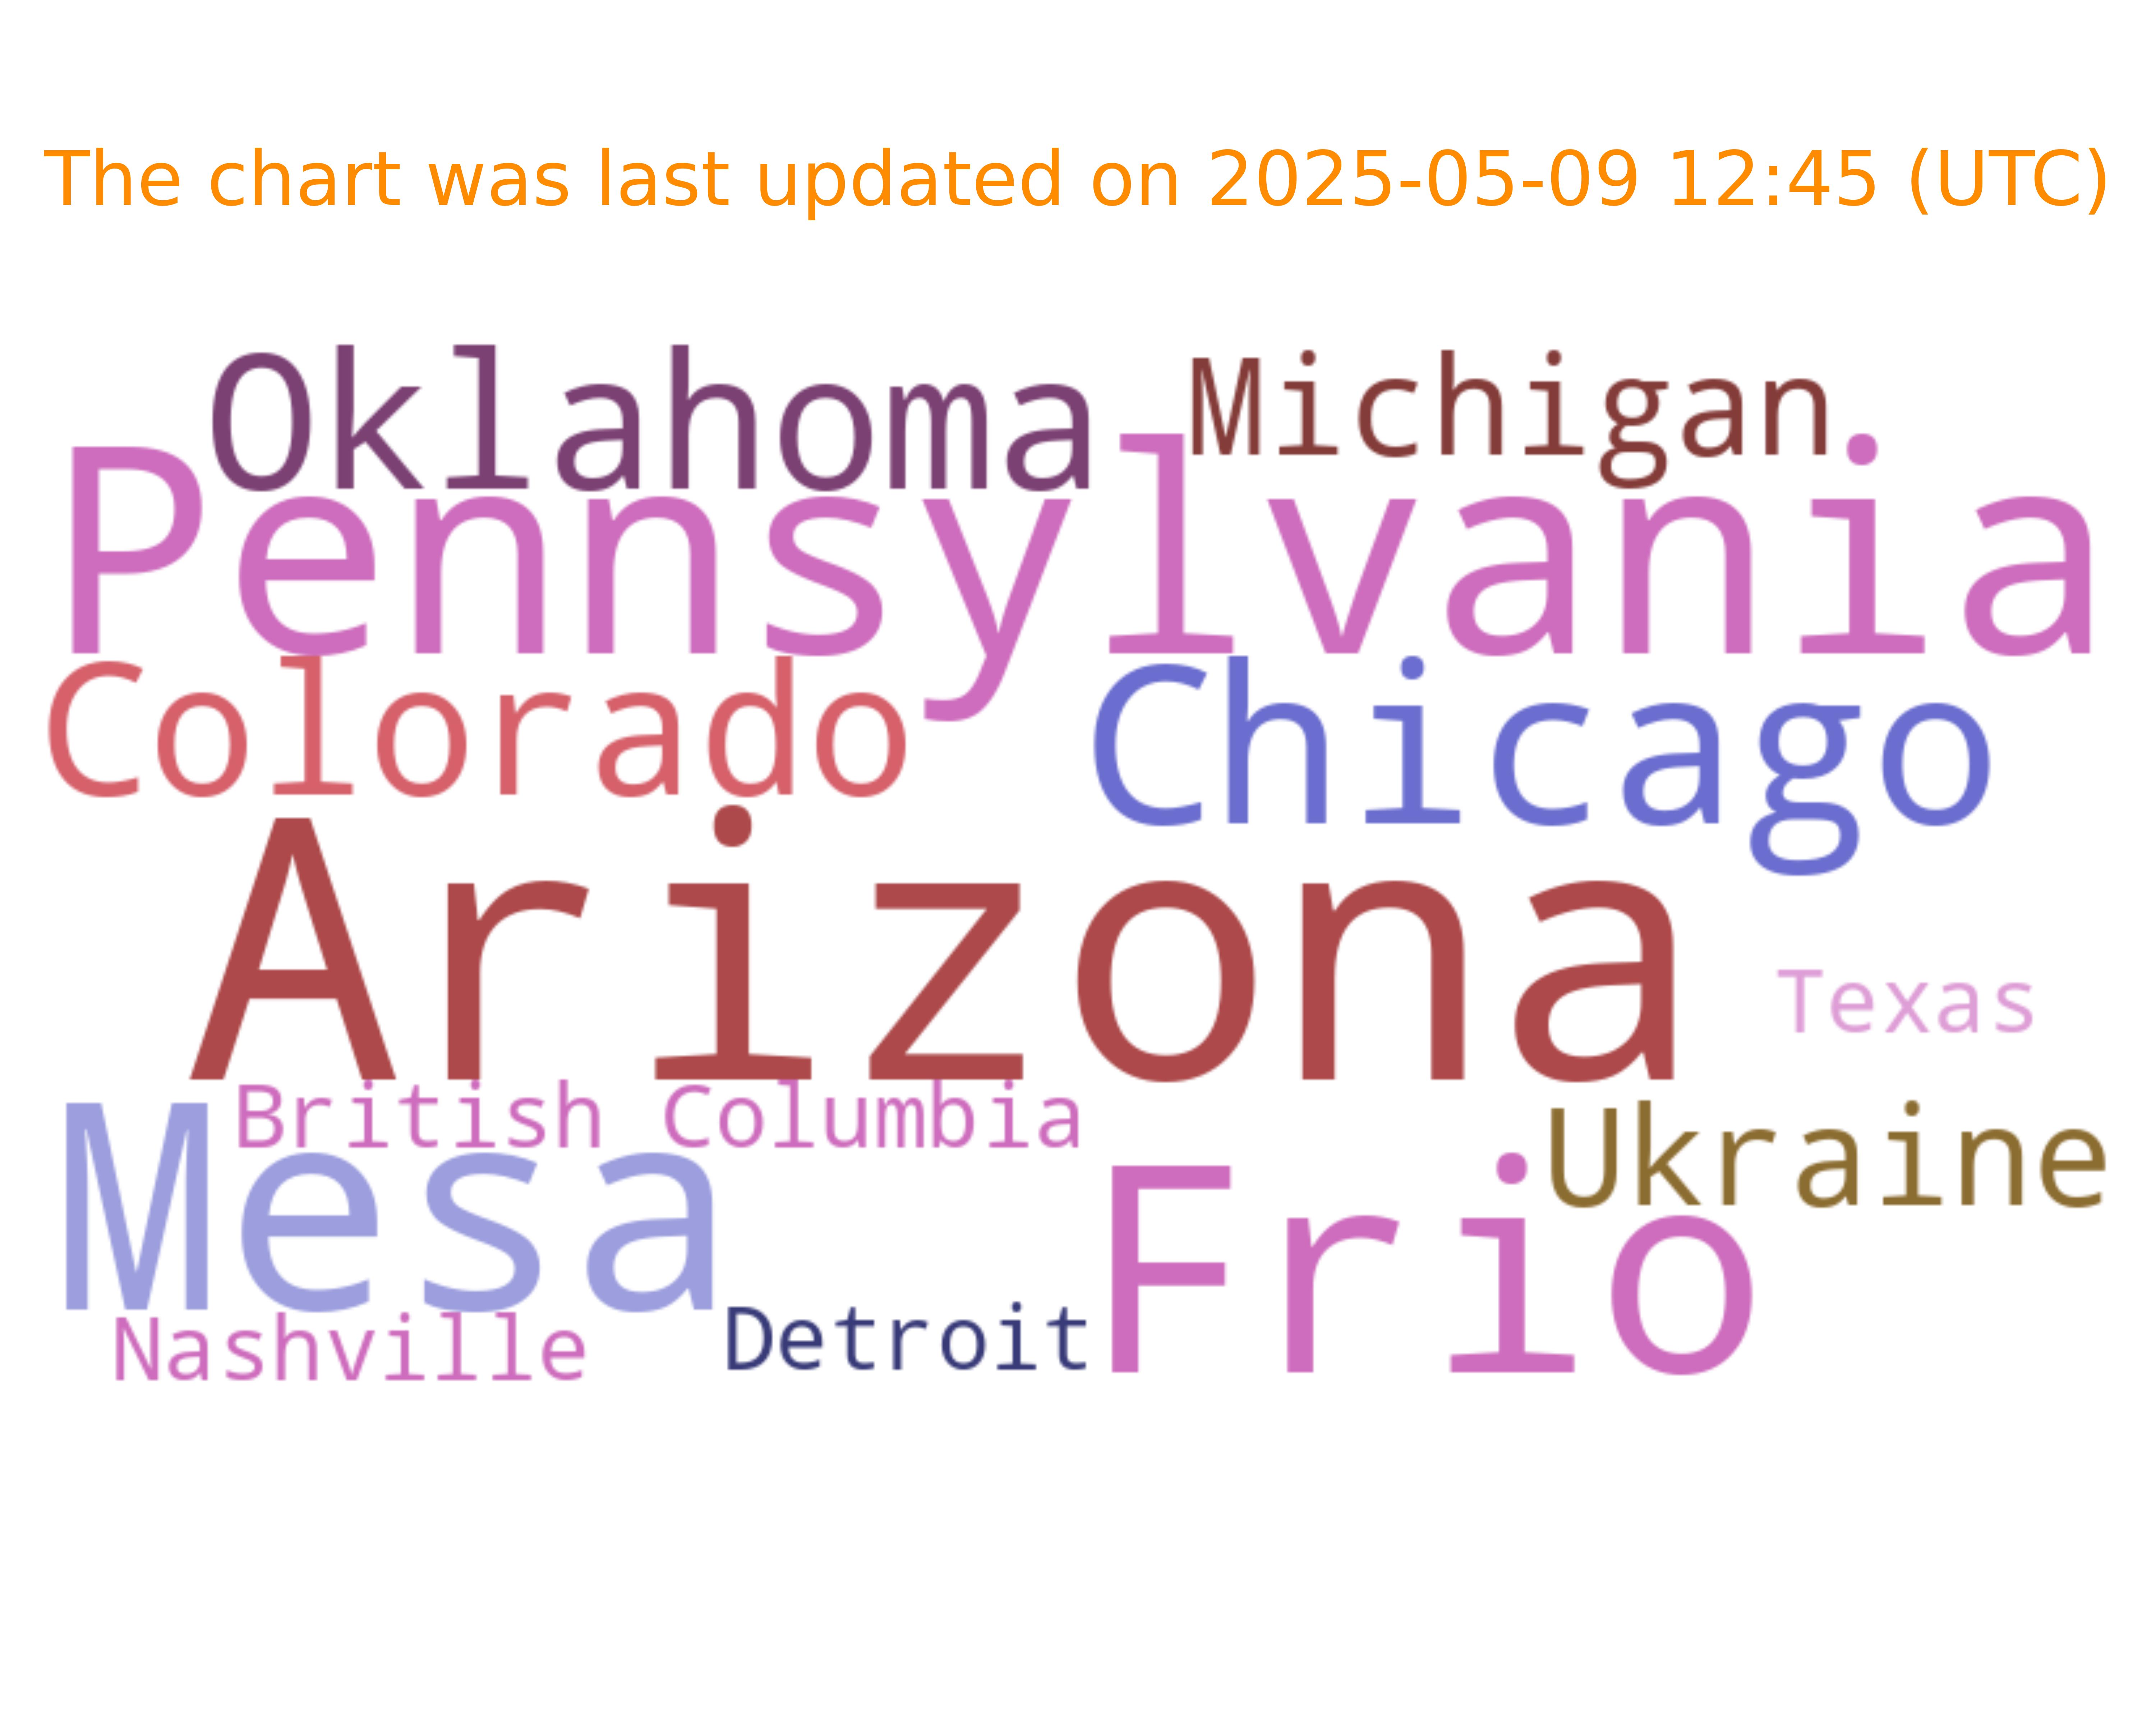 The chart was last updated on 2025-05-09 12:45 (UTC)
Oklahoma Michigan
Pennsylvania
Colorado Chicago
Arizona
Texas
British Columbia
Mesa Ukraine
Frio
Nashville Detroit